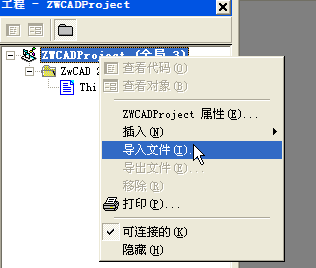 工程 - ZWCADProject
ZWCADProject (全局 3)
ZwCAD 2
Thi
查看代码(O)
查看对象(B)
ZWCADProject 属性(E)...
插入(N)
导入文件(I)...
导出文件(E)...
移除(R)
打印(P)...
可连接的(K)
隐藏(H)